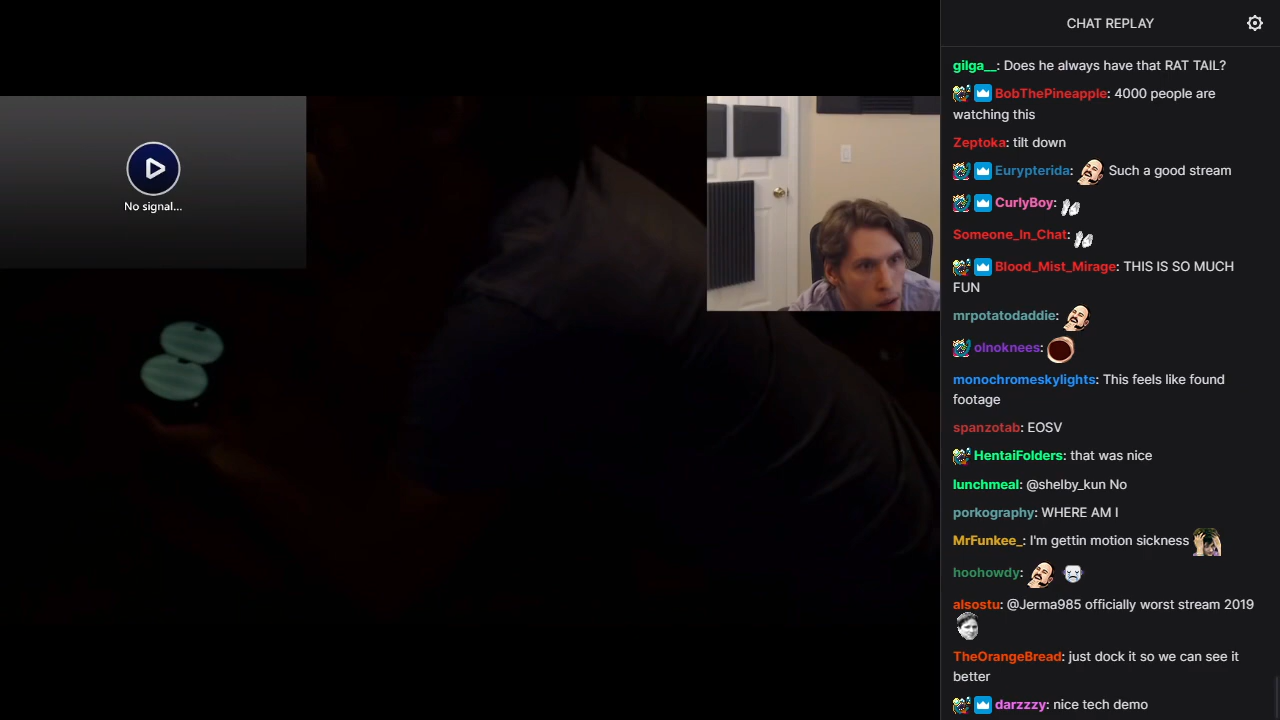 CHAT REPLAY
gilga__: Does he always have that RAT TAIL?
BobThePineapple: 4000 people are
watching this
Zeptoka: tilt down
No signal...
Eurypterida: Such a good stream
CurlyBoy:
Someone_In_Chat:
Blood_Mist_Mirage: THIS IS SO MUCH
FUN
mrpotatodaddie:
olnoknees:
monochromeskylights: This feels like found
footage
spanzotab: EOSV
HentaiFolders: that was nice
lunchmeal: @shelby_kun No
porkography: WHERE AM I
MrFunkee_: I'm gettin motion sickness
hoohowdy:
alsostu: @Jerma985 officially worst stream 2019
TheOrangeBread: just dock it so we can see it
better
darzzzy: nice tech demo